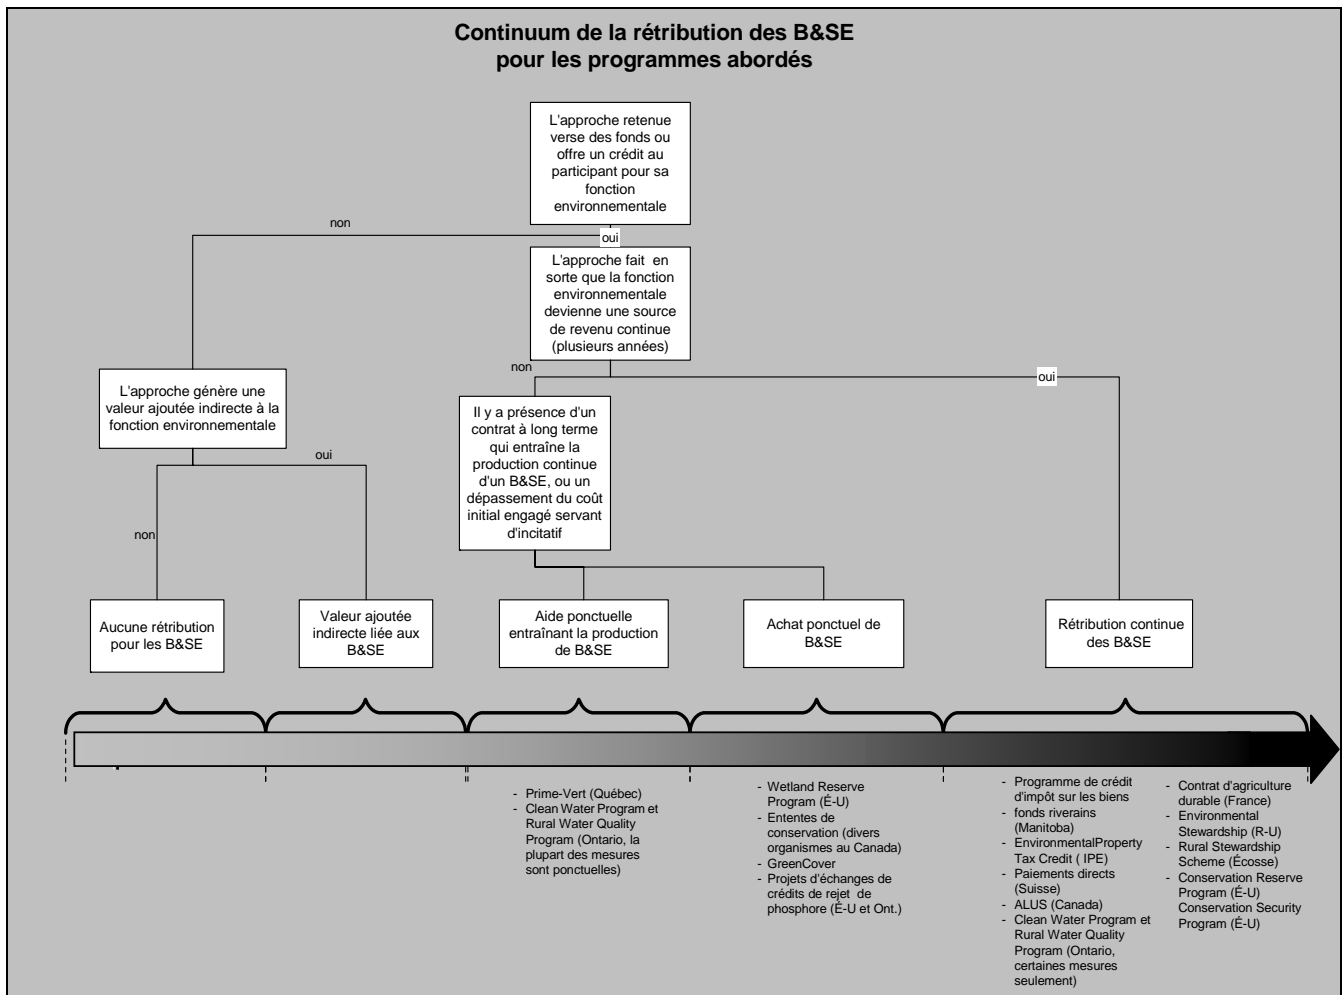 Continuum de la rétribution des B&SE
pour les programmes abordés
L'approche retenue
verse des fonds ou
offre un crédit au
participant pour sa
fonction
environnementale
non
oui
L'approche fait en
sorte que la fonction
environnementale
devienne une source
de revenu continue
(plusieurs années)
non
oui
L'approche génère une
valeur ajoutée indirecte à la
fonction environnementale
Il y a présence d'un
contrat à long terme
qui entraîne la
production continue
d'un B&SE, ou un
dépassement du coût
initial engagé servant
d'incitatif
oui
non
Aucune rétribution
pour les B&SE
Valeur ajoutée
indirecte liée aux
B&SE
Aide ponctuelle
entraînant la production
de B&SE
Achat ponctuel de
B&SE
Rétribution continue
des B&SE
- Prime-Vert (Québec)
- Clean Water Program et
Rural Water Quality
Program (Ontario, la
plupart des mesures
sont ponctuelles)
- Wetland Reserve
Program (É-U)
- Ententes de
conservation (divers
organismes au Canada)
- GreenCover
- Projets d'échanges de
crédits de rejet de
phosphore (É-U et Ont.)
- Programme de crédit
d'impôt sur les biens
- fonds riverains
(Manitoba)
- EnvironmentalProperty
Tax Credit ( IPE)
- Paiements directs
(Suisse)
- ALUS (Canada)
- Clean Water Program et
Rural Water Quality
Program (Ontario,
certaines mesures
seulement)
- Contrat d'agriculture
durable (France)
- Environmental
Stewardship (R-U)
- Rural Stewardship
Scheme (Écosse)
- Conservation Reserve
Program (É-U)
Conservation Security
Program (É-U)